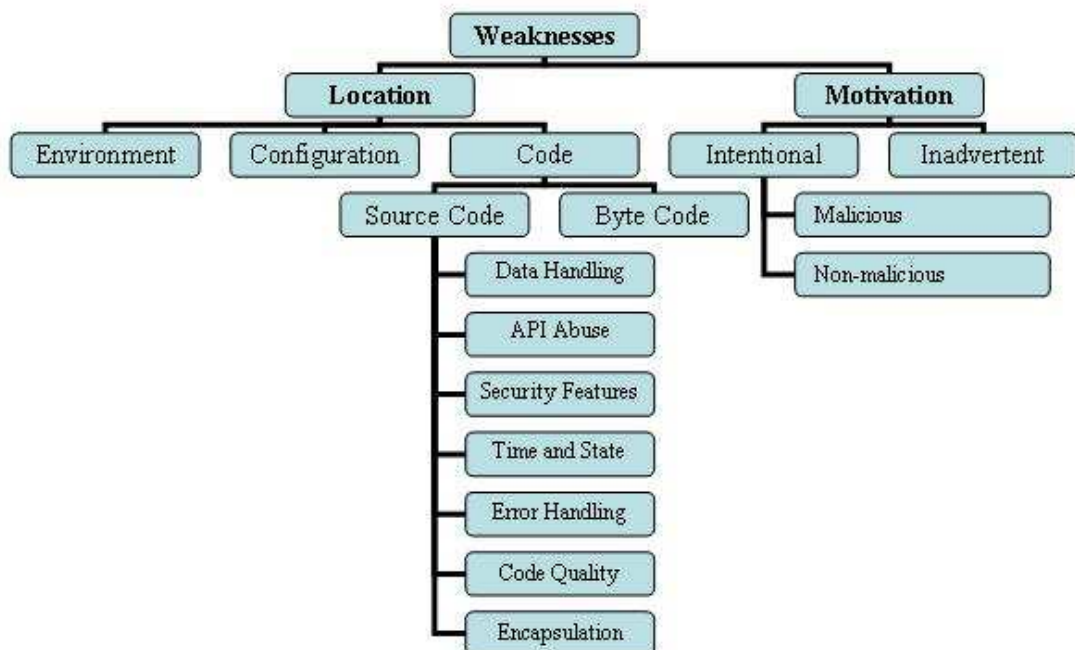 Weaknesses
Location
Motivation
Environment
Configuration
Code
Intentional
Inadvertent
Source Code
Byte Code
Malicious
Non-malicious
Data Handling
API Abuse
Security Features
Time and State
Error Handling
Code Quality
Encapsulation